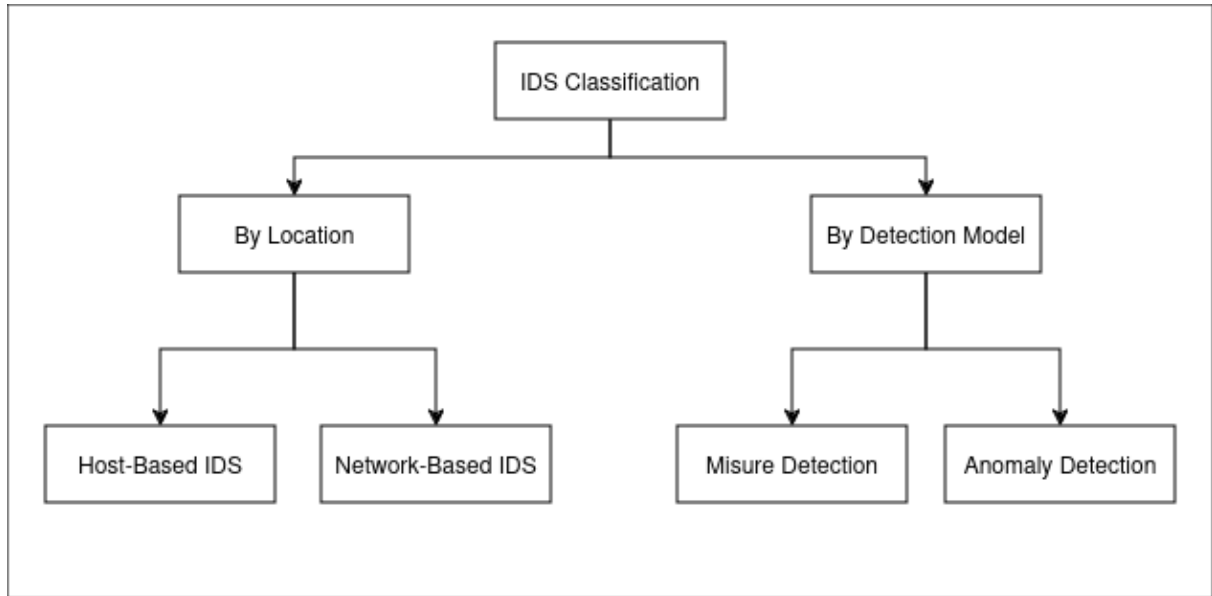 IDS Classification
By Location
By Detection Model
Host-Based IDS
Network-Based IDS
Misure Detection
Anomaly Detection